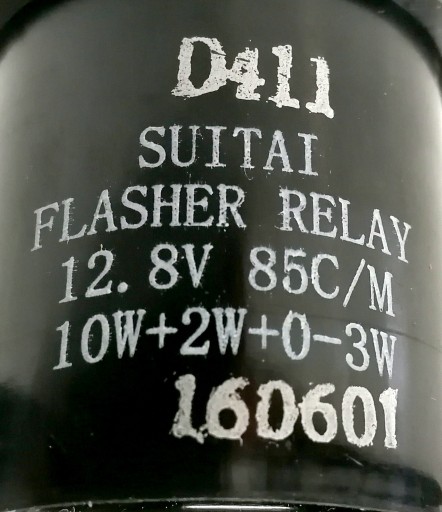 D411
SUITAI
FLASHER RELAY
12.8V 85C/M
10W+2W+0-3W
160601